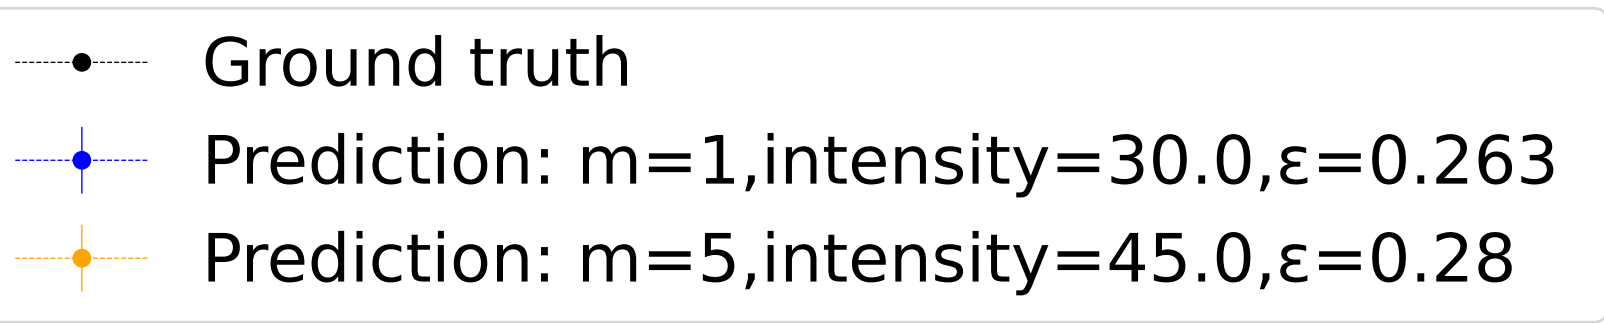 Ground truth
Prediction: m=1,intensity=30.0,ε=0.263
Prediction: m=5,intensity=45.0,ε=0.28